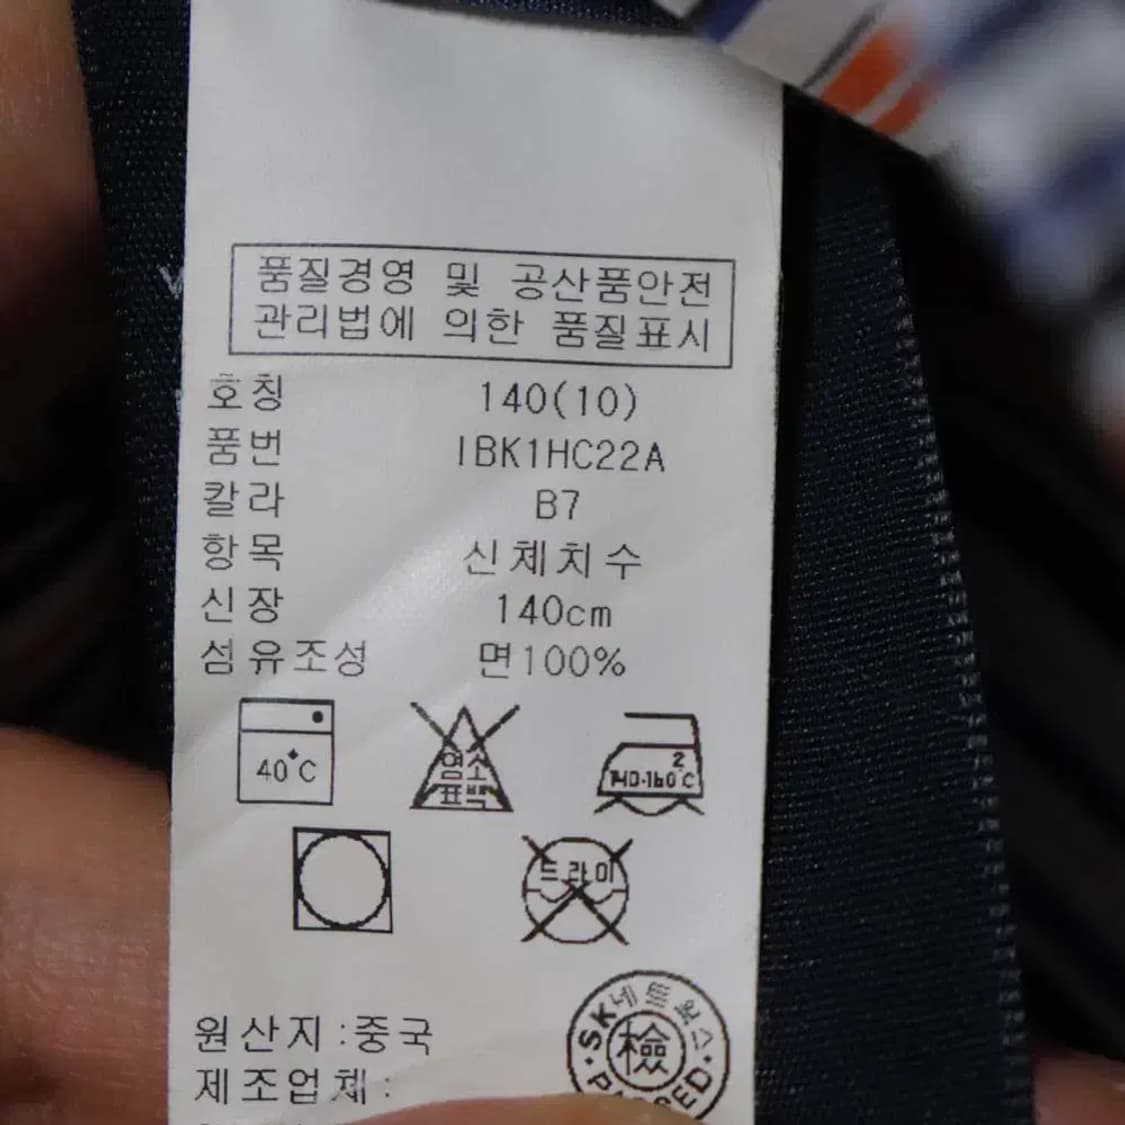 품질경영 및 공산품안전
관리법에 의한 품질표시
호칭 140(10)
품번 IBK1HC22A
칼라 B7
항목 신체치수
신장 140cm
섬유조성 면100%
40℃
염소
표백
2
140-160℃
드라이
원산지 :중국
제조업체 :
SK네트웍스
檢